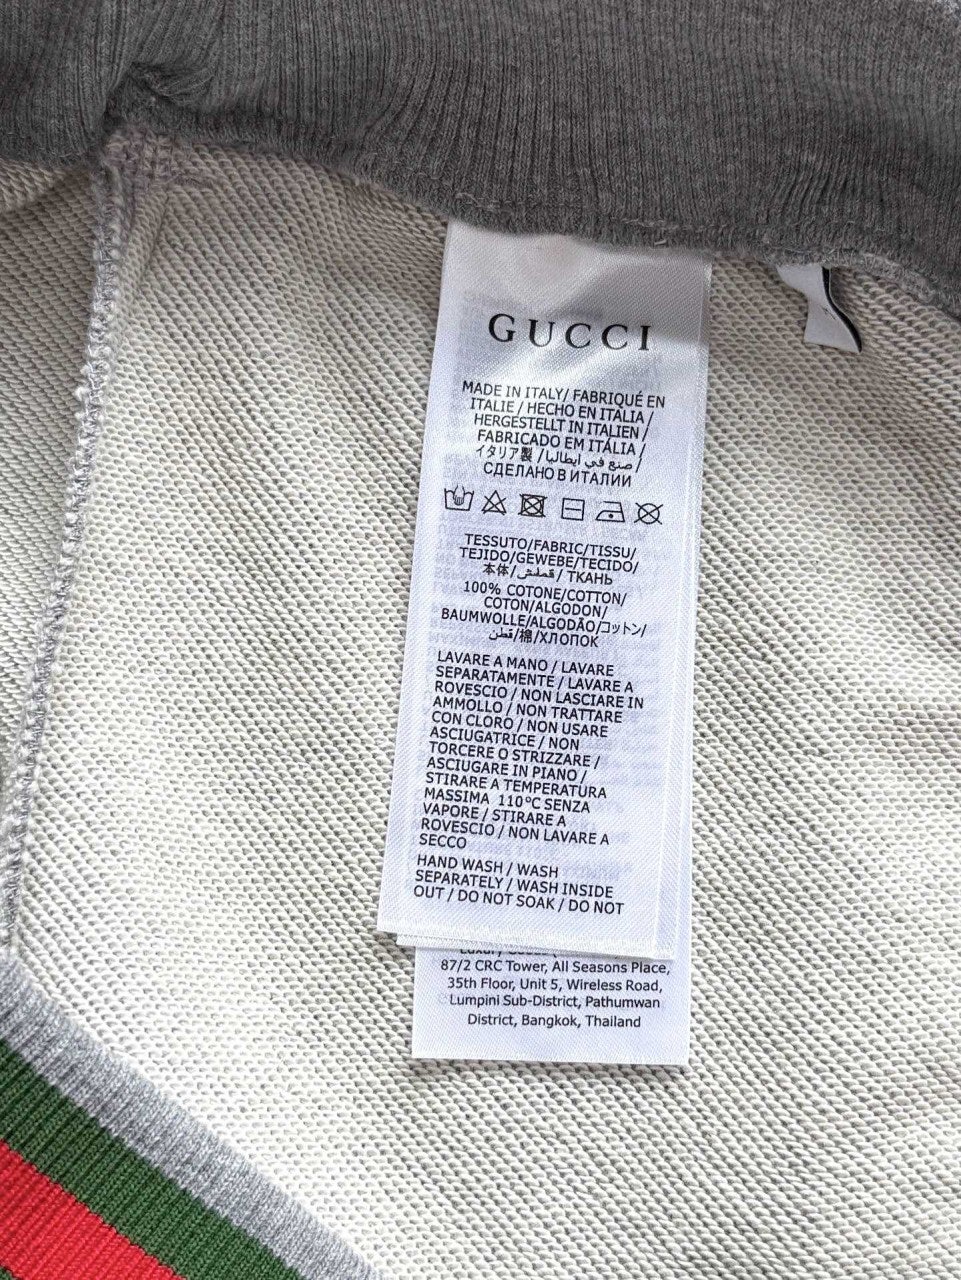 GUCCI
MADE IN ITALY/ FABRIQUÉ EN
ITALIE / HECHO EN ITALIA /
HERGESTELLT IN ITALIEN /
FABRICADO EM ITÁLIA /
イタリア製 / صنع في ايطاليا /
СДЕЛАНО В ИТАЛИИ
TESSUTO/FABRIC/TISSU/
TEJIDO/GEWEBE/TECIDO/
本体/قماش/ ТКАНЬ
100% COTONE/COTTON/
COTON/ALGODON/
BAUMWOLLE/ALGODÃO/コットン/
قطن/棉/ХЛОПОК
LAVARE A MANO / LAVARE
SEPARATAMENTE / LAVARE A
ROVESCIO / NON LASCIARE IN
AMMOLLO / NON TRATTARE
CON CLORO / NON USARE
ASCIUGATRICE / NON
TORCERE O STRIZZARE /
ASCIUGARE IN PIANO /
STIRARE A TEMPERATURA
MASSIMA 110°C SENZA
VAPORE / STIRARE A
ROVESCIO / NON LAVARE A
SECCO
HAND WASH / WASH
SEPARATELY / WASH INSIDE
OUT / DO NOT SOAK / DO NOT
87/2 CRC Tower, All Seasons Place,
35th Floor, Unit 5, Wireless Road,
Lumpini Sub-District, Pathumwan
District, Bangkok, Thailand